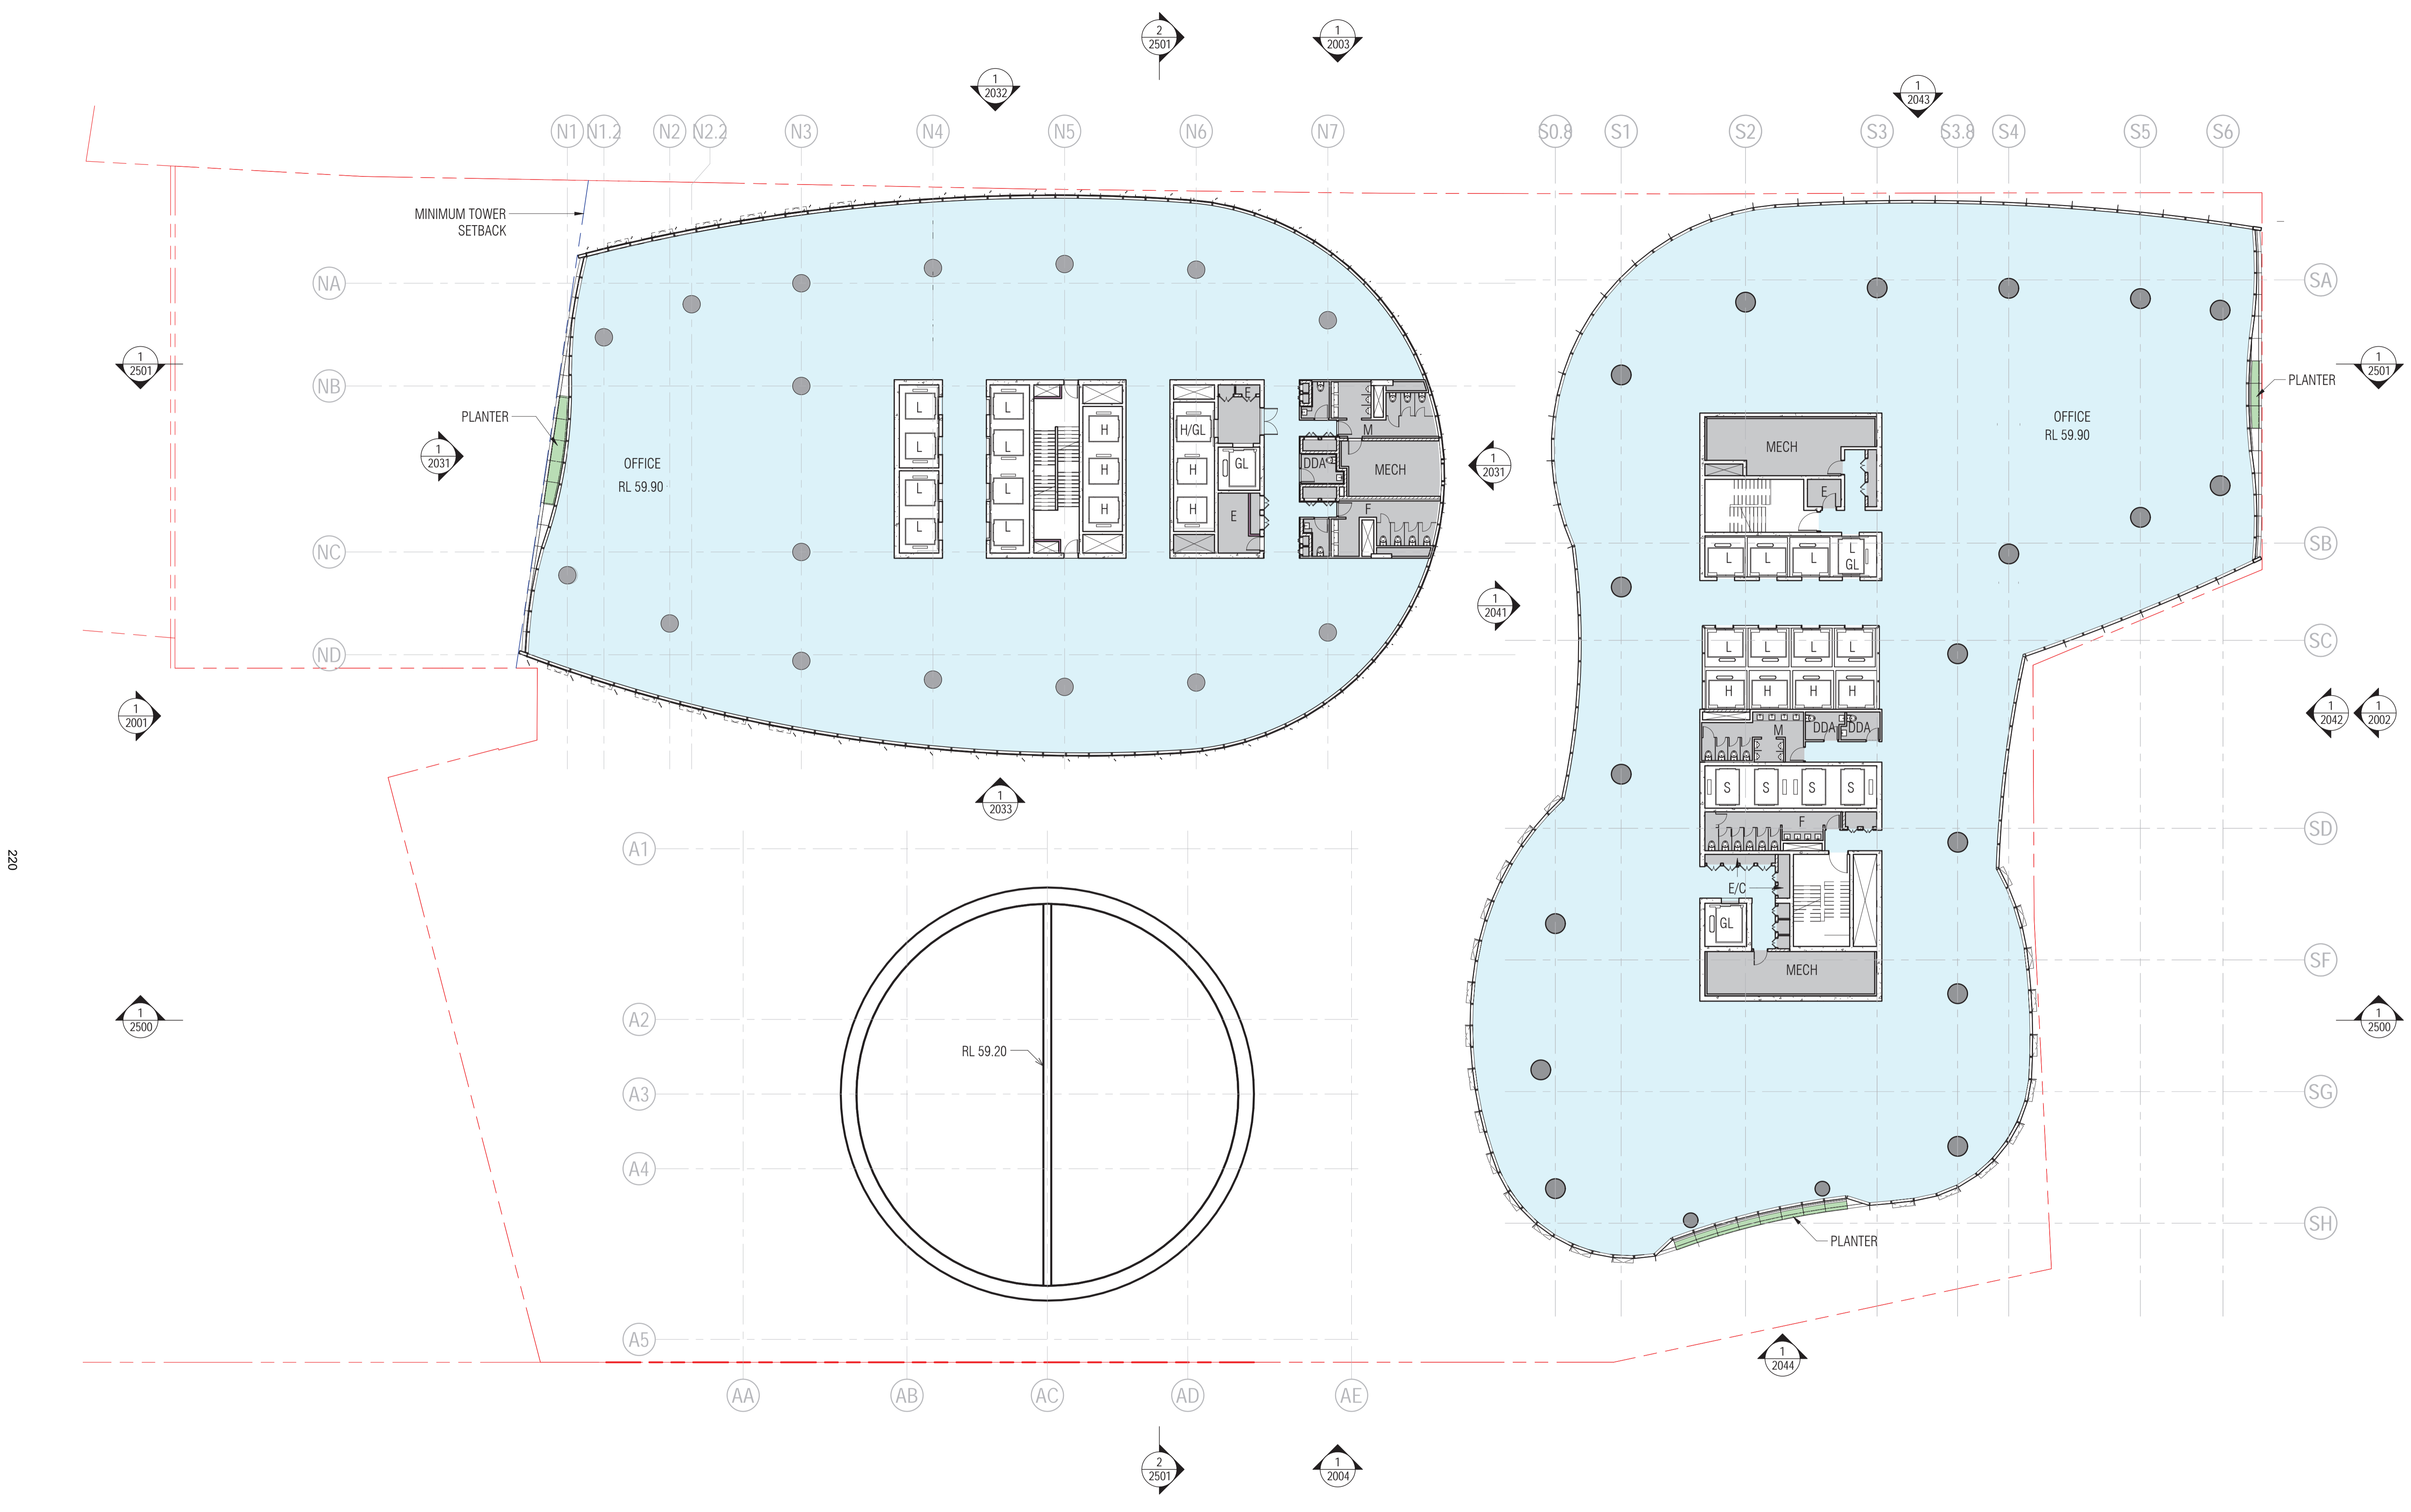 2
2501
1
2003
1
2032
1
2043
N1
N1.2
N2
N2.2
N3
N4
N5
N6
N7
S0.8
S1
S2
S3
S3.8
S4
S5
S6
MINIMUM TOWER
SETBACK
NA
SA
1
2501
1
2501
NB
PLANTER
PLANTER
OFFICE
RL 59.90
1
2031
OFFICE
RL 59.90
L
L
L
L
L
L
L
L
H
H
H
H/GL
H
H
E
GL
E
M
DDA
MECH
F
1
2031
MECH
E
L
L
L
L
GL
NC
SB
1
2041
ND
SC
L
L
L
L
H
H
H
H
M
DDA
DDA
1
2001
1
2042
1
2002
S
S
S
S
1
2033
F
A1
SD
E/C
GL
220
SF
MECH
1
2500
A2
1
2500
RL 59.20
A3
SG
A4
SH
PLANTER
A5
1
2044
AA
AB
AC
AD
AE
2
2501
1
2004